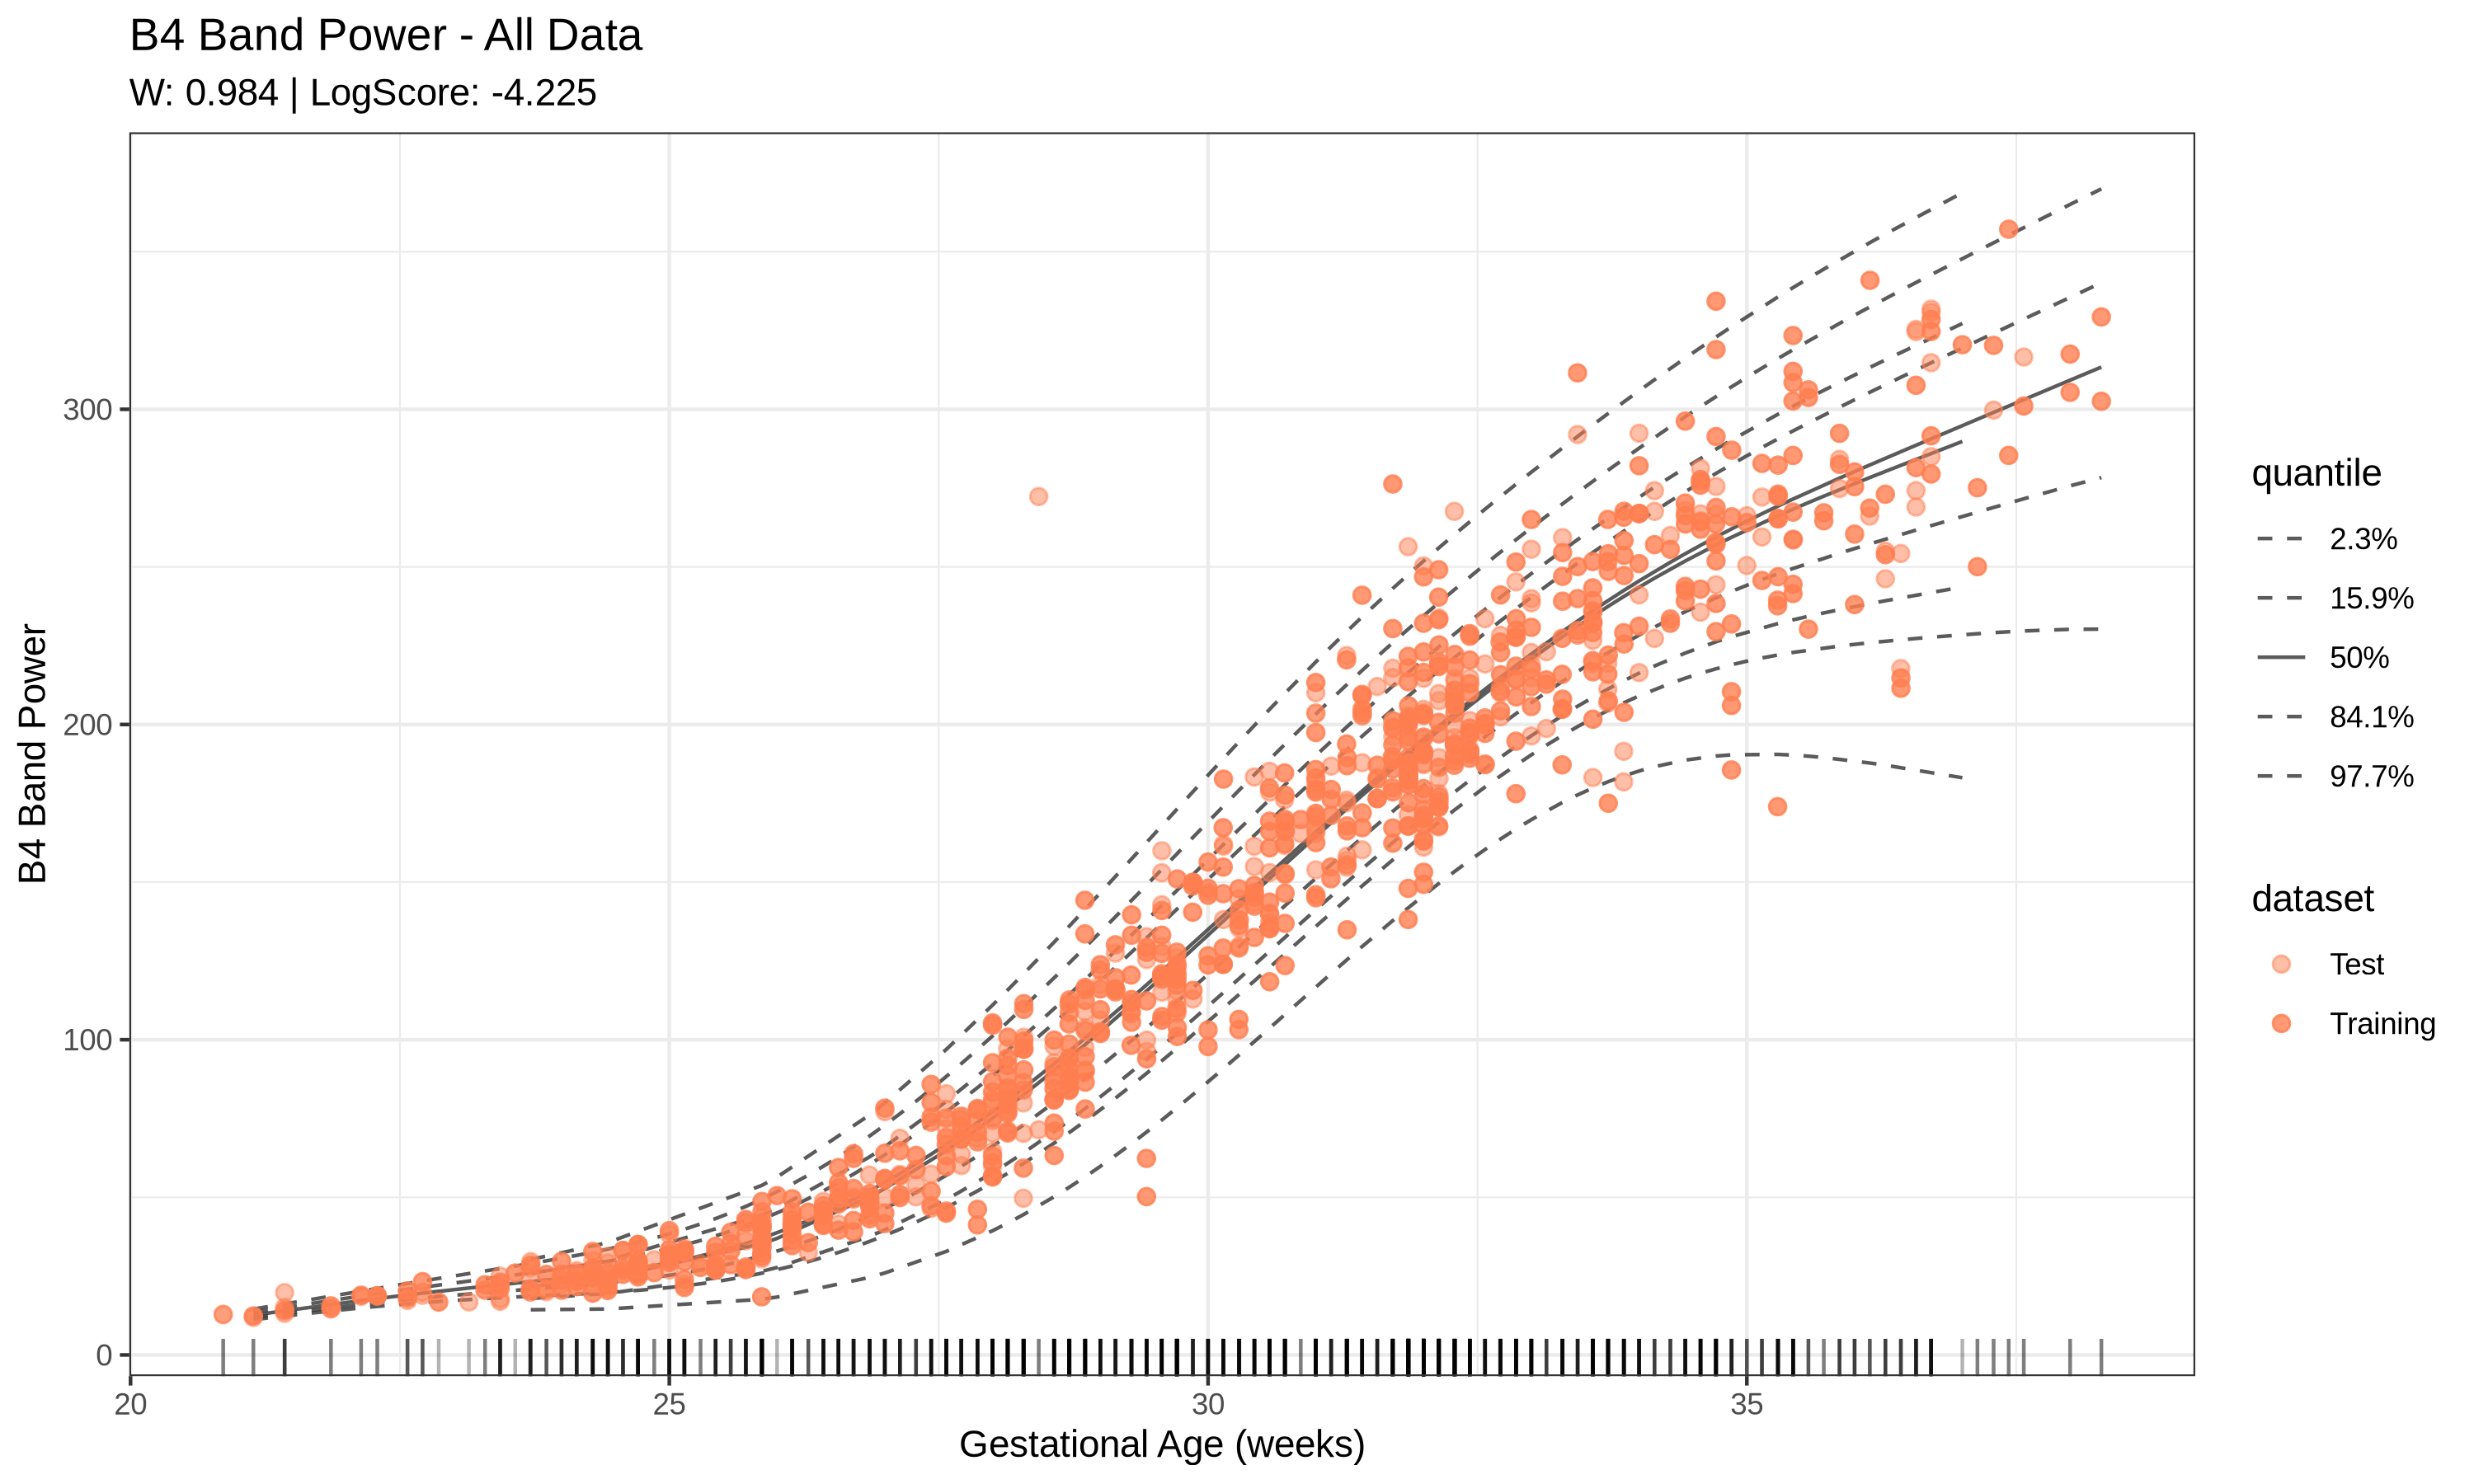 B4 Band Power - All Data
W: 0.984 | LogScore: -4.225
B4 Band Power
300
200
100
0
20
25
30
35
Gestational Age (weeks)
quantile
2.3%
15.9%
50%
84.1%
97.7%
dataset
Test
Training